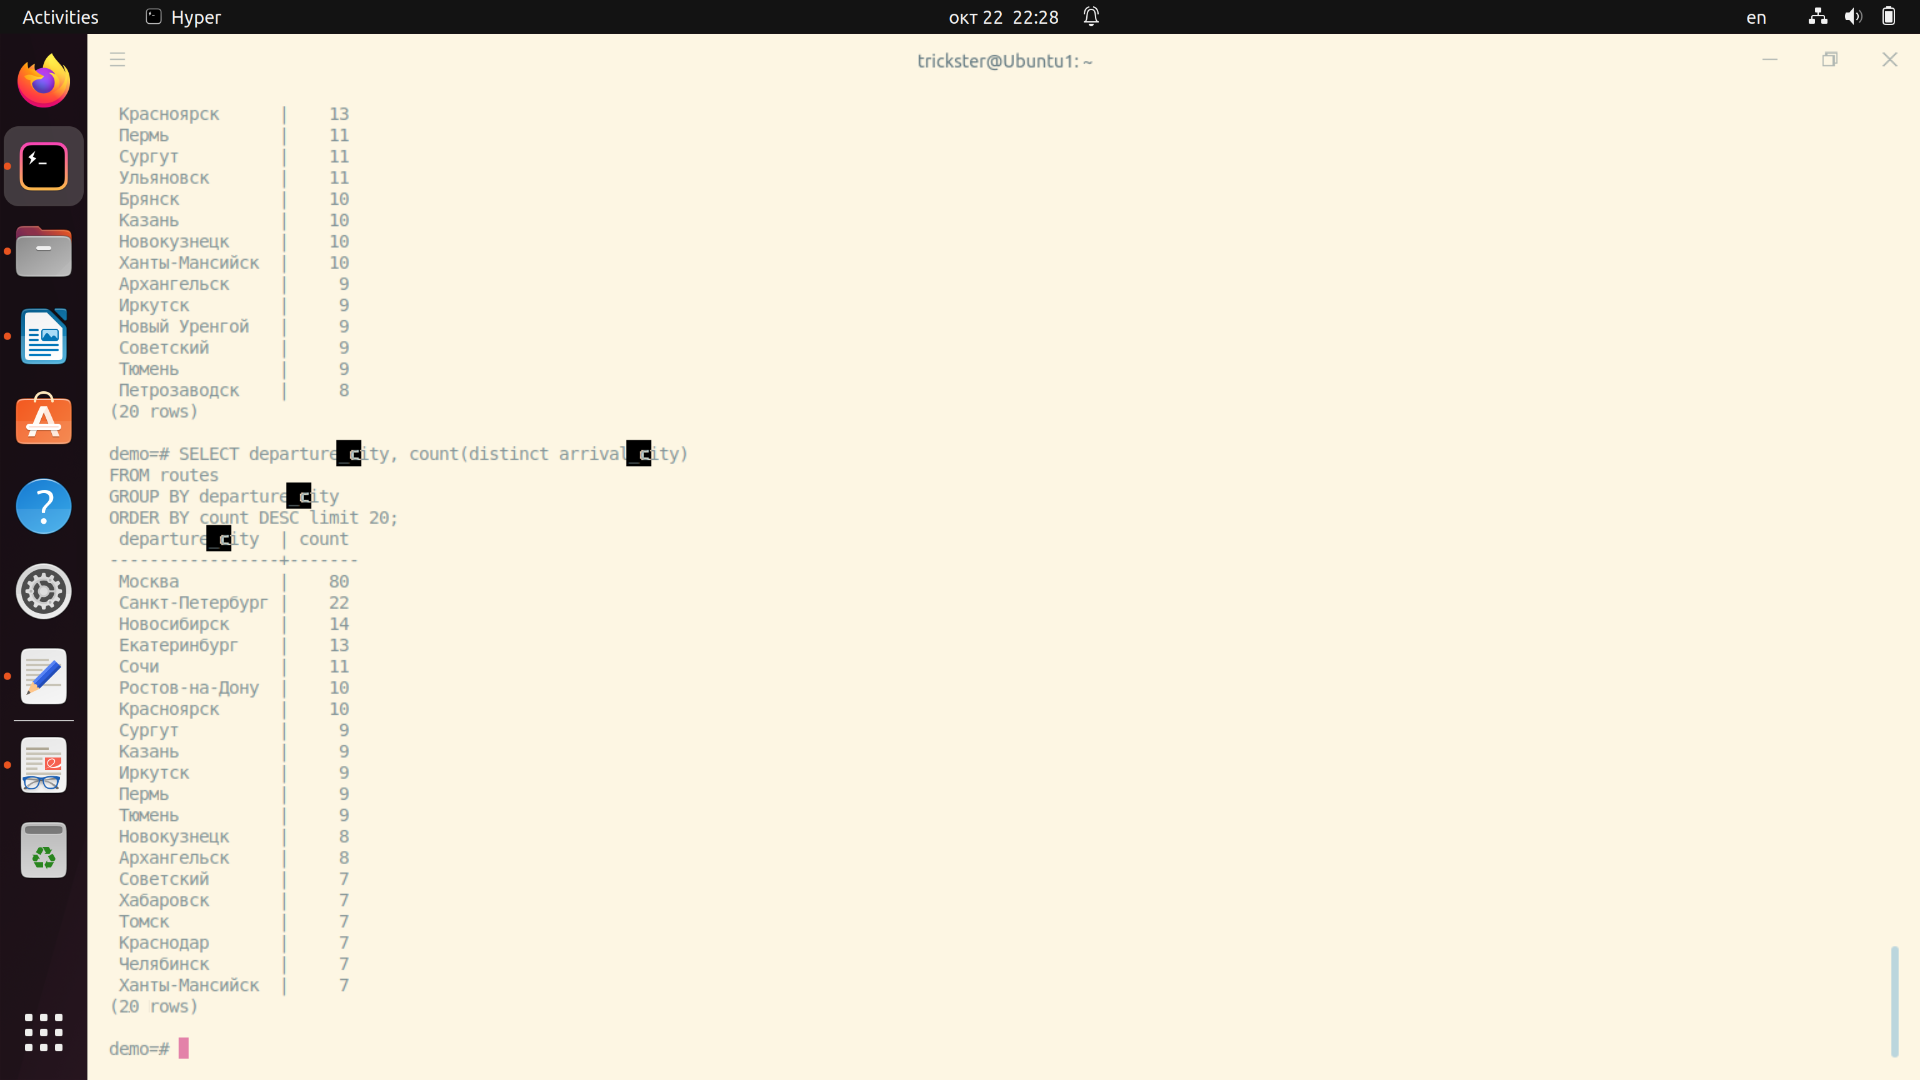 Activities
Hyper
окт 22 22:28
en
trickster@Ubuntu1: ~
Красноярск | 13
Пермь | 11
Сургут | 11
Ульяновск | 11
Брянск | 10
Казань | 10
Новокузнецк | 10
Ханты-Мансийск | 10
Архангельск | 9
Иркутск | 9
Новый Уренгой | 9
Советский | 9
Тюмень | 9
Петрозаводск | 8
(20 rows)
demo=# SELECT departure_city, count(distinct arrival_city)
FROM routes
GROUP BY departure_city
ORDER BY count DESC limit 20;
departure_city | count
-----------------+-------
Москва | 80
Санкт-Петербург | 22
Новосибирск | 14
Екатеринбург | 13
Сочи | 11
Ростов-на-Дону | 10
Красноярск | 10
Сургут | 9
Казань | 9
Иркутск | 9
Пермь | 9
Тюмень | 9
Новокузнецк | 8
Архангельск | 8
Советский | 7
Хабаровск | 7
Томск | 7
Краснодар | 7
Челябинск | 7
Ханты-Мансийск | 7
(20 rows)
demo=#